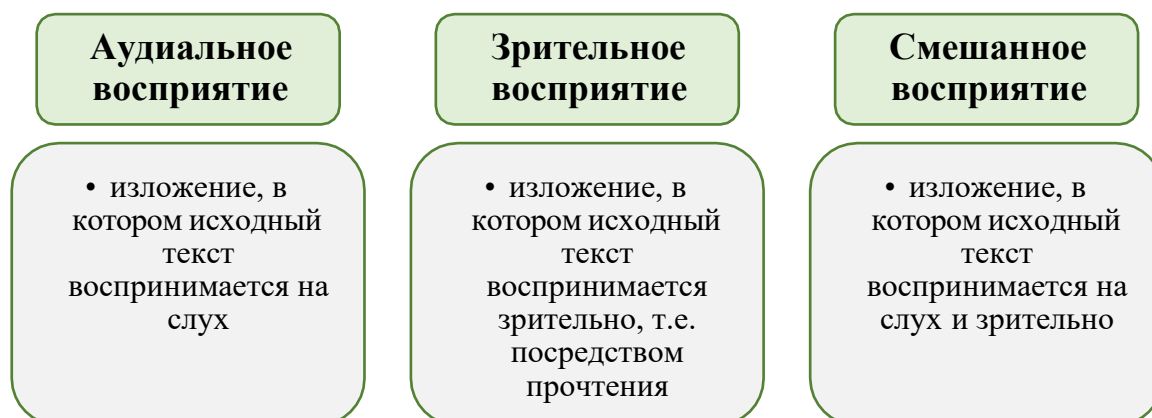 Аудиальное
восприятие
• изложение, в
котором исходный
текст
воспринимается на
слух
Зрительное
восприятие
• изложение, в
котором исходный
текст
воспринимается
зрительно, т.е.
посредством
прочтения
Смешанное
восприятие
• изложение, в
котором исходный
текст
воспринимается на
слух и зрительно